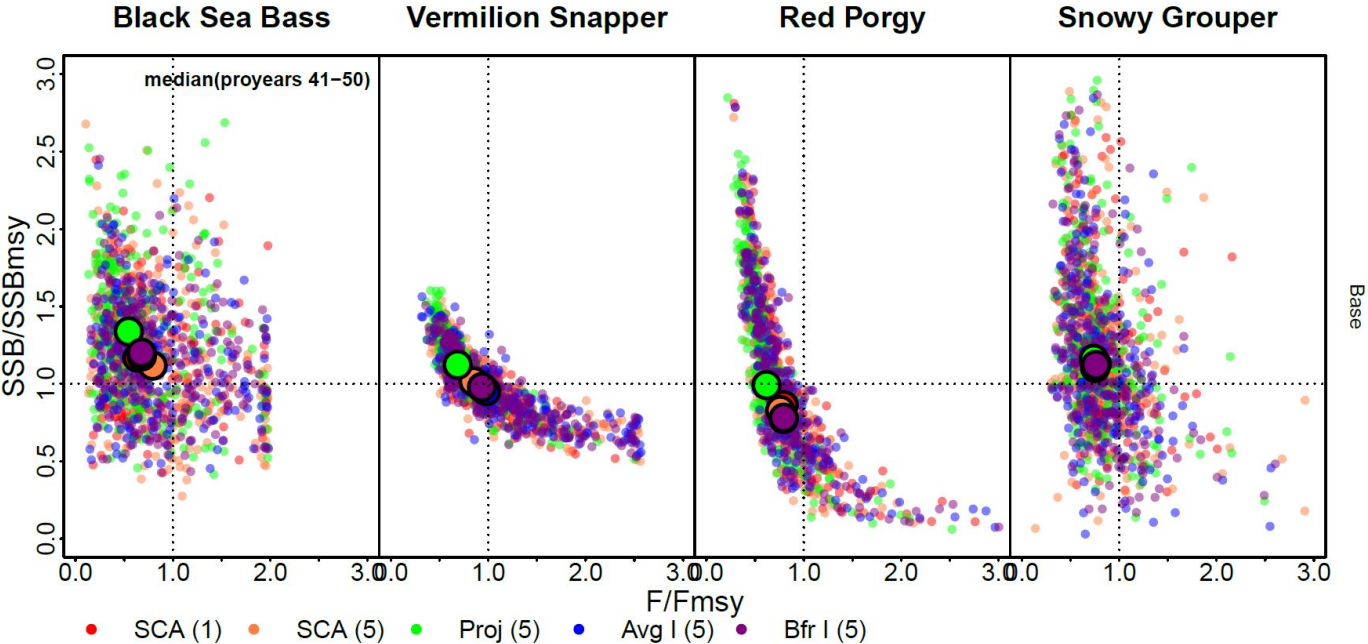 Black Sea Bass Vermilion Snapper Red Porgy Snowy Grouper
median(proyears 41−50)
SSB/SSBmsy
0.0 0.5 1.0 1.5 2.0 2.5 3.0
Base
0.0 1.0 2.0 3.0 0.0 1.0 2.0 3.0 0.0 1.0 2.0 3.0 0.0 1.0 2.0 3.0
F/Fmsy
SCA (1) SCA (5) Proj (5) Avg I (5) Bfr I (5)